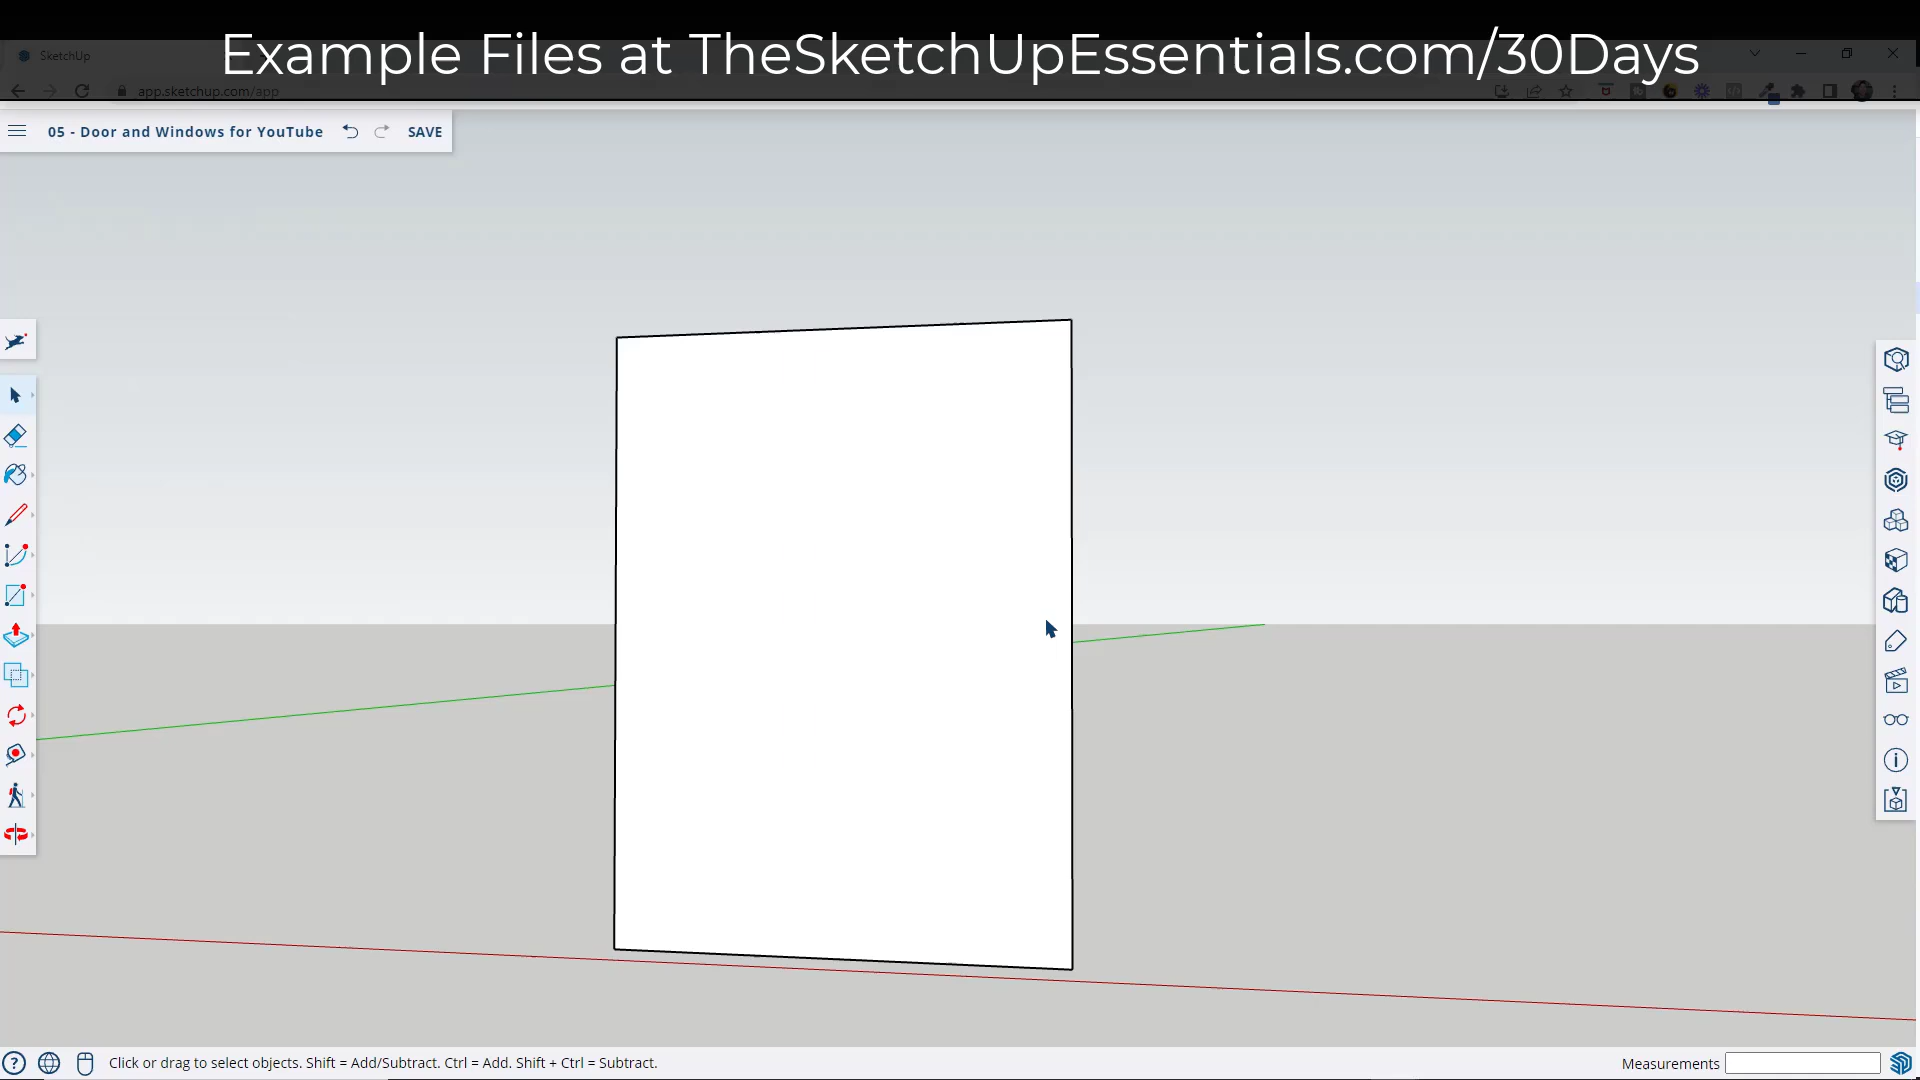 Example Files at TheSketchUpEssentials.com/30Days
SketchUp
app.sketchup.com/app
05 - Door and Windows for YouTube
SAVE
Click or drag to select objects. Shift = Add/Subtract. Ctrl = Add. Shift + Ctrl = Subtract.
Measurements